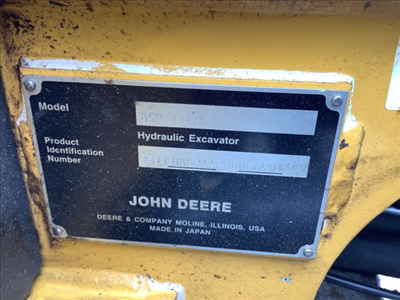 Model
Hydraulic Excavator
Product
Identification
Number
JOHN DEERE
DEERE & COMPANY MOLINE, ILLINOIS, USA
MADE IN JAPAN